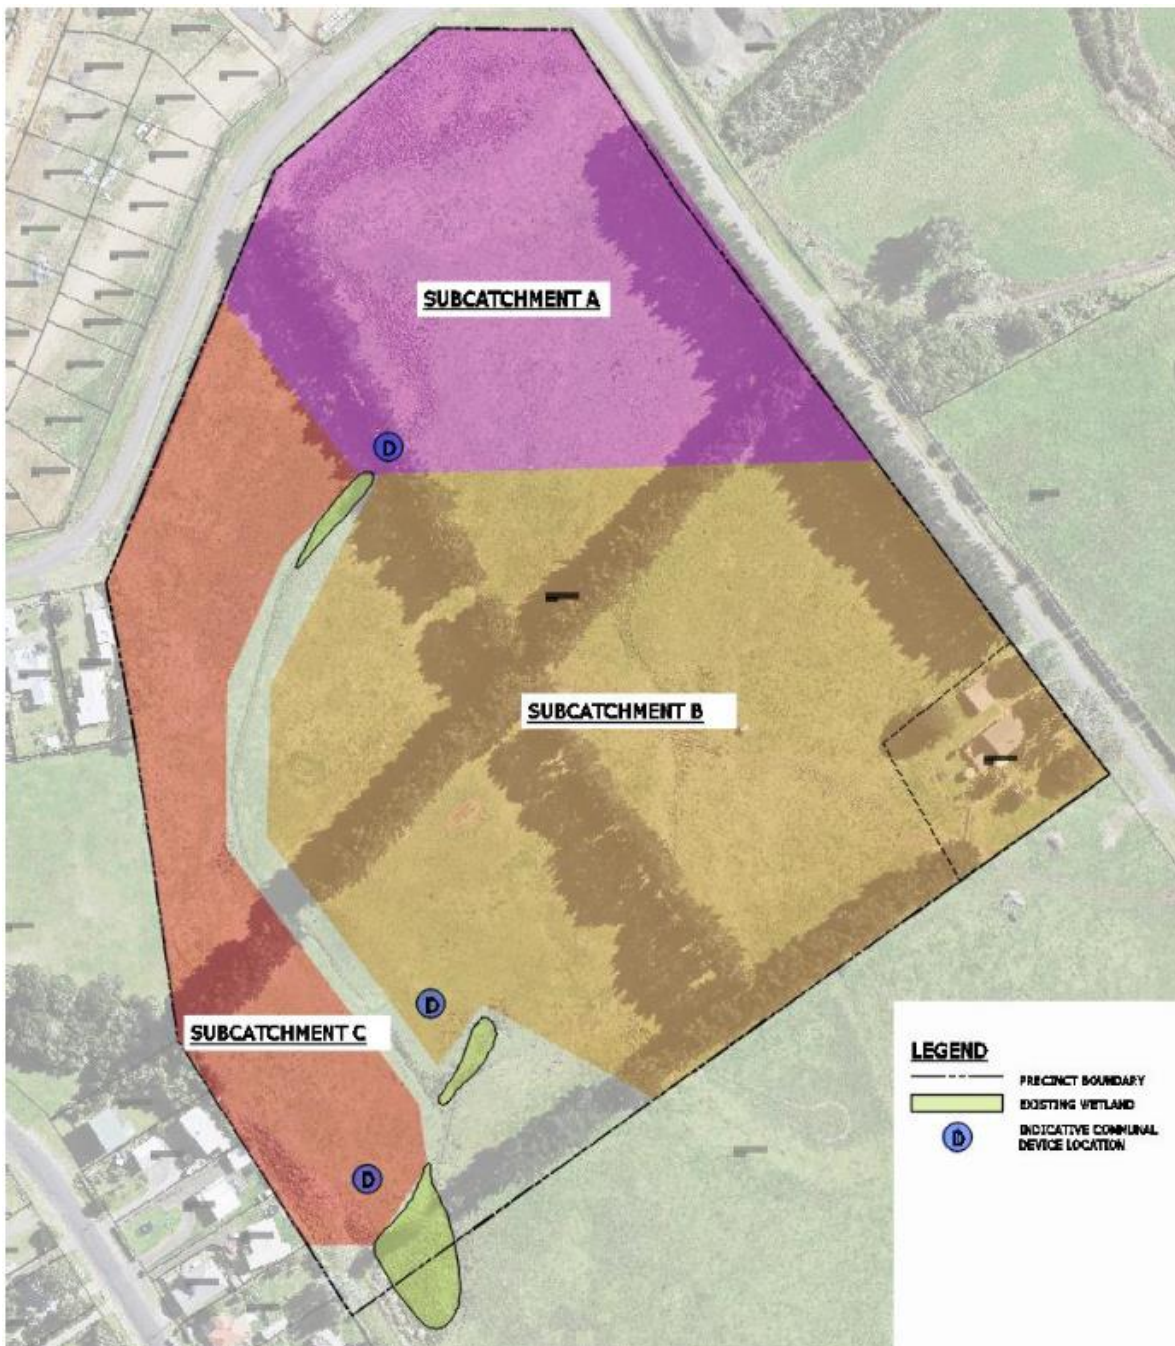 SUBCATCHMENT A
D
SUBCATCHMENT B
D
SUBCATCHMENT C
D
LEGEND
PRECINCT BOUNDARY
EXISTING WETLAND
D
INDICATIVE COMMUNAL
DEVICE LOCATION